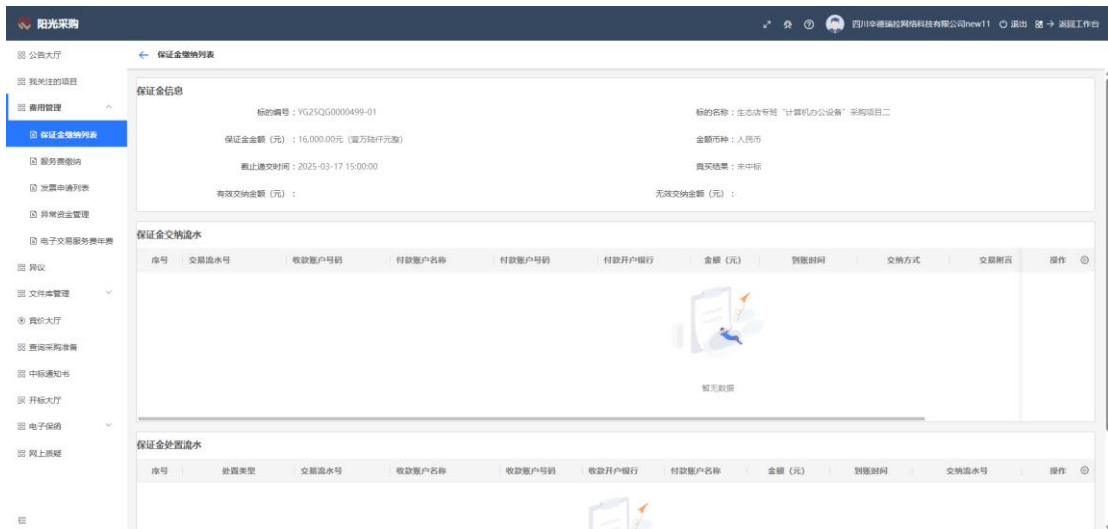 阳光采购
四川辛德瑞拉网络科技有限公司new11 退出 返回工作台
公告大厅
我关注的项目
费用管理
保证金缴纳列表
服务费缴纳
发票申请列表
异常资金管理
电子交易服务费年费
异议
文件库管理
竞价大厅
查阅采购准备
中标通知书
开标大厅
电子保函
网上质疑
保证金缴纳列表
保证金信息
标的编号：YG25QG0000499-01 标的名称：生态店专班“计算机办公设备”采购项目二
保证金金额（元）：16,000.00元（壹万陆仟元整） 金额币种：人民币
截止递交时间：2025-03-17 15:00:00 竞买结果：未中标
有效交纳金额（元）： 无效交纳金额（元）：
保证金交纳流水
序号 交易流水号 收款账户号码 付款账户名称 付款账户号码 付款开户银行 金额（元） 到账时间 交纳方式 交易附言 操作
暂无数据
保证金处置流水
序号 处置类型 交易流水号 收款账户名称 收款账户号码 收款开户银行 付款账户名称 金额（元） 到账时间 交纳流水号 操作